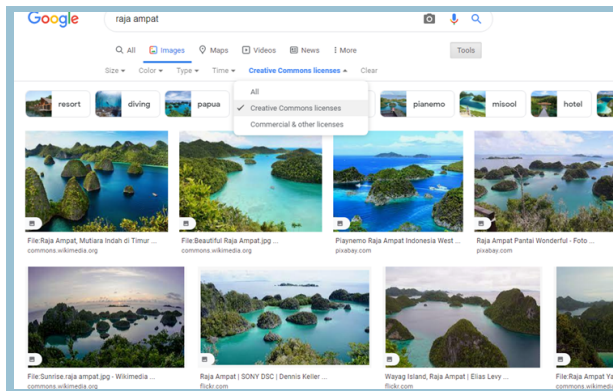 Google
raja ampat
All Images Maps Videos News More Tools
Size Color Type Time Creative Commons licenses Clear
All
Creative Commons licenses
Commercial & other licenses
resort diving papua pianemo misool hotel
File:Raja Ampat, Mutiara Indah di Timur ...
commons.wikimedia.org
File:Beautiful Raja Ampat.jpg ...
commons.wikimedia.org
Piaynemo Raja Ampat Indonesia West ...
pixabay.com
Raja Ampat Pantai Wonderful - Foto ...
pixabay.com
File:Sunrise.raja ampat.jpg - Wikimedia ...
commons.wikimedia.org
Raja Ampat | SONY DSC | Dennis Keller ...
flickr.com
Wayag Island, Raja Ampat | Elias Levy ...
flickr.com
File:Raja Ampat Ya
commons.wikimedia